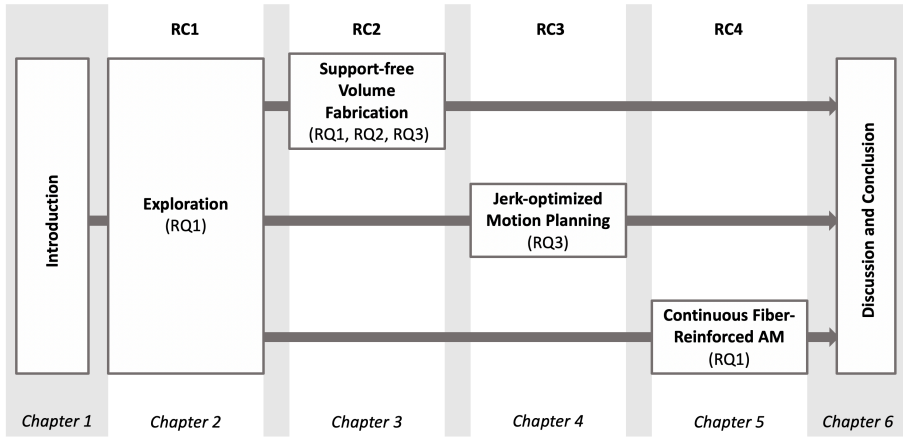 RC1
RC2
RC3
RC4
Introduction
Exploration
(RQ1)
Support-free
Volume
Fabrication
(RQ1, RQ2, RQ3)
Jerk-optimized
Motion Planning
(RQ3)
Continuous Fiber-
Reinforced AM
(RQ1)
Discussion and Conclusion
Chapter 1
Chapter 2
Chapter 3
Chapter 4
Chapter 5
Chapter 6